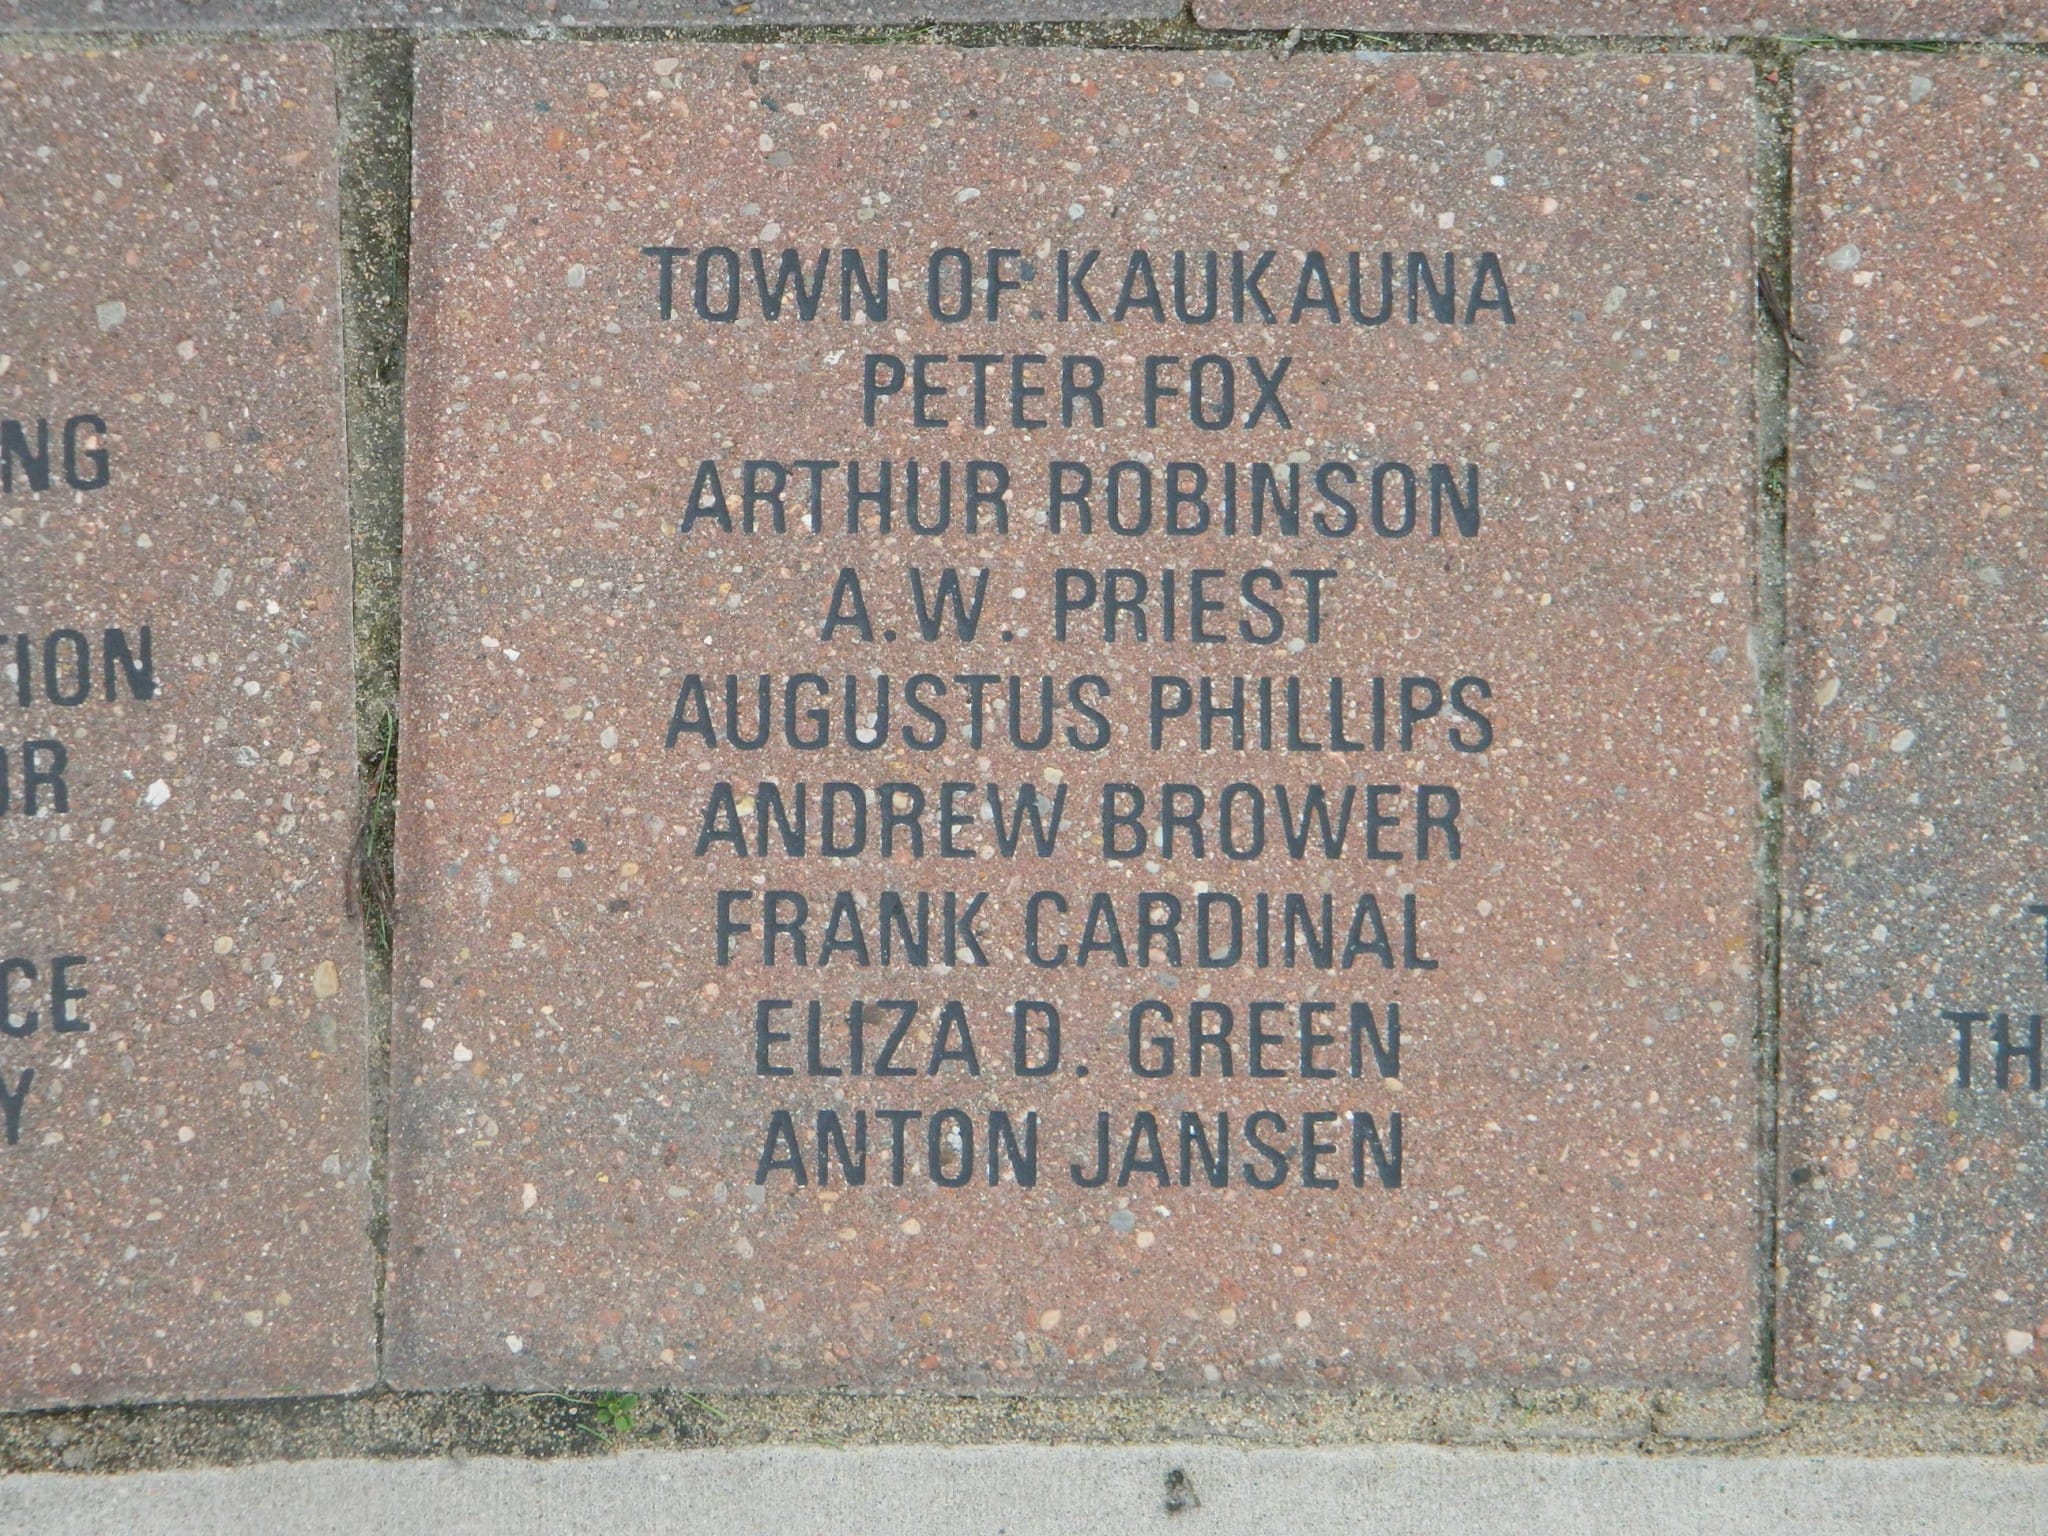 TOWN OF KAUKAUNA
PETER FOX
ARTHUR ROBINSON
A.W. PRIEST
AUGUSTUS PHILLIPS
ANDREW BROWER
FRANK CARDINAL
ELIZA D. GREEN
ANTON JANSEN